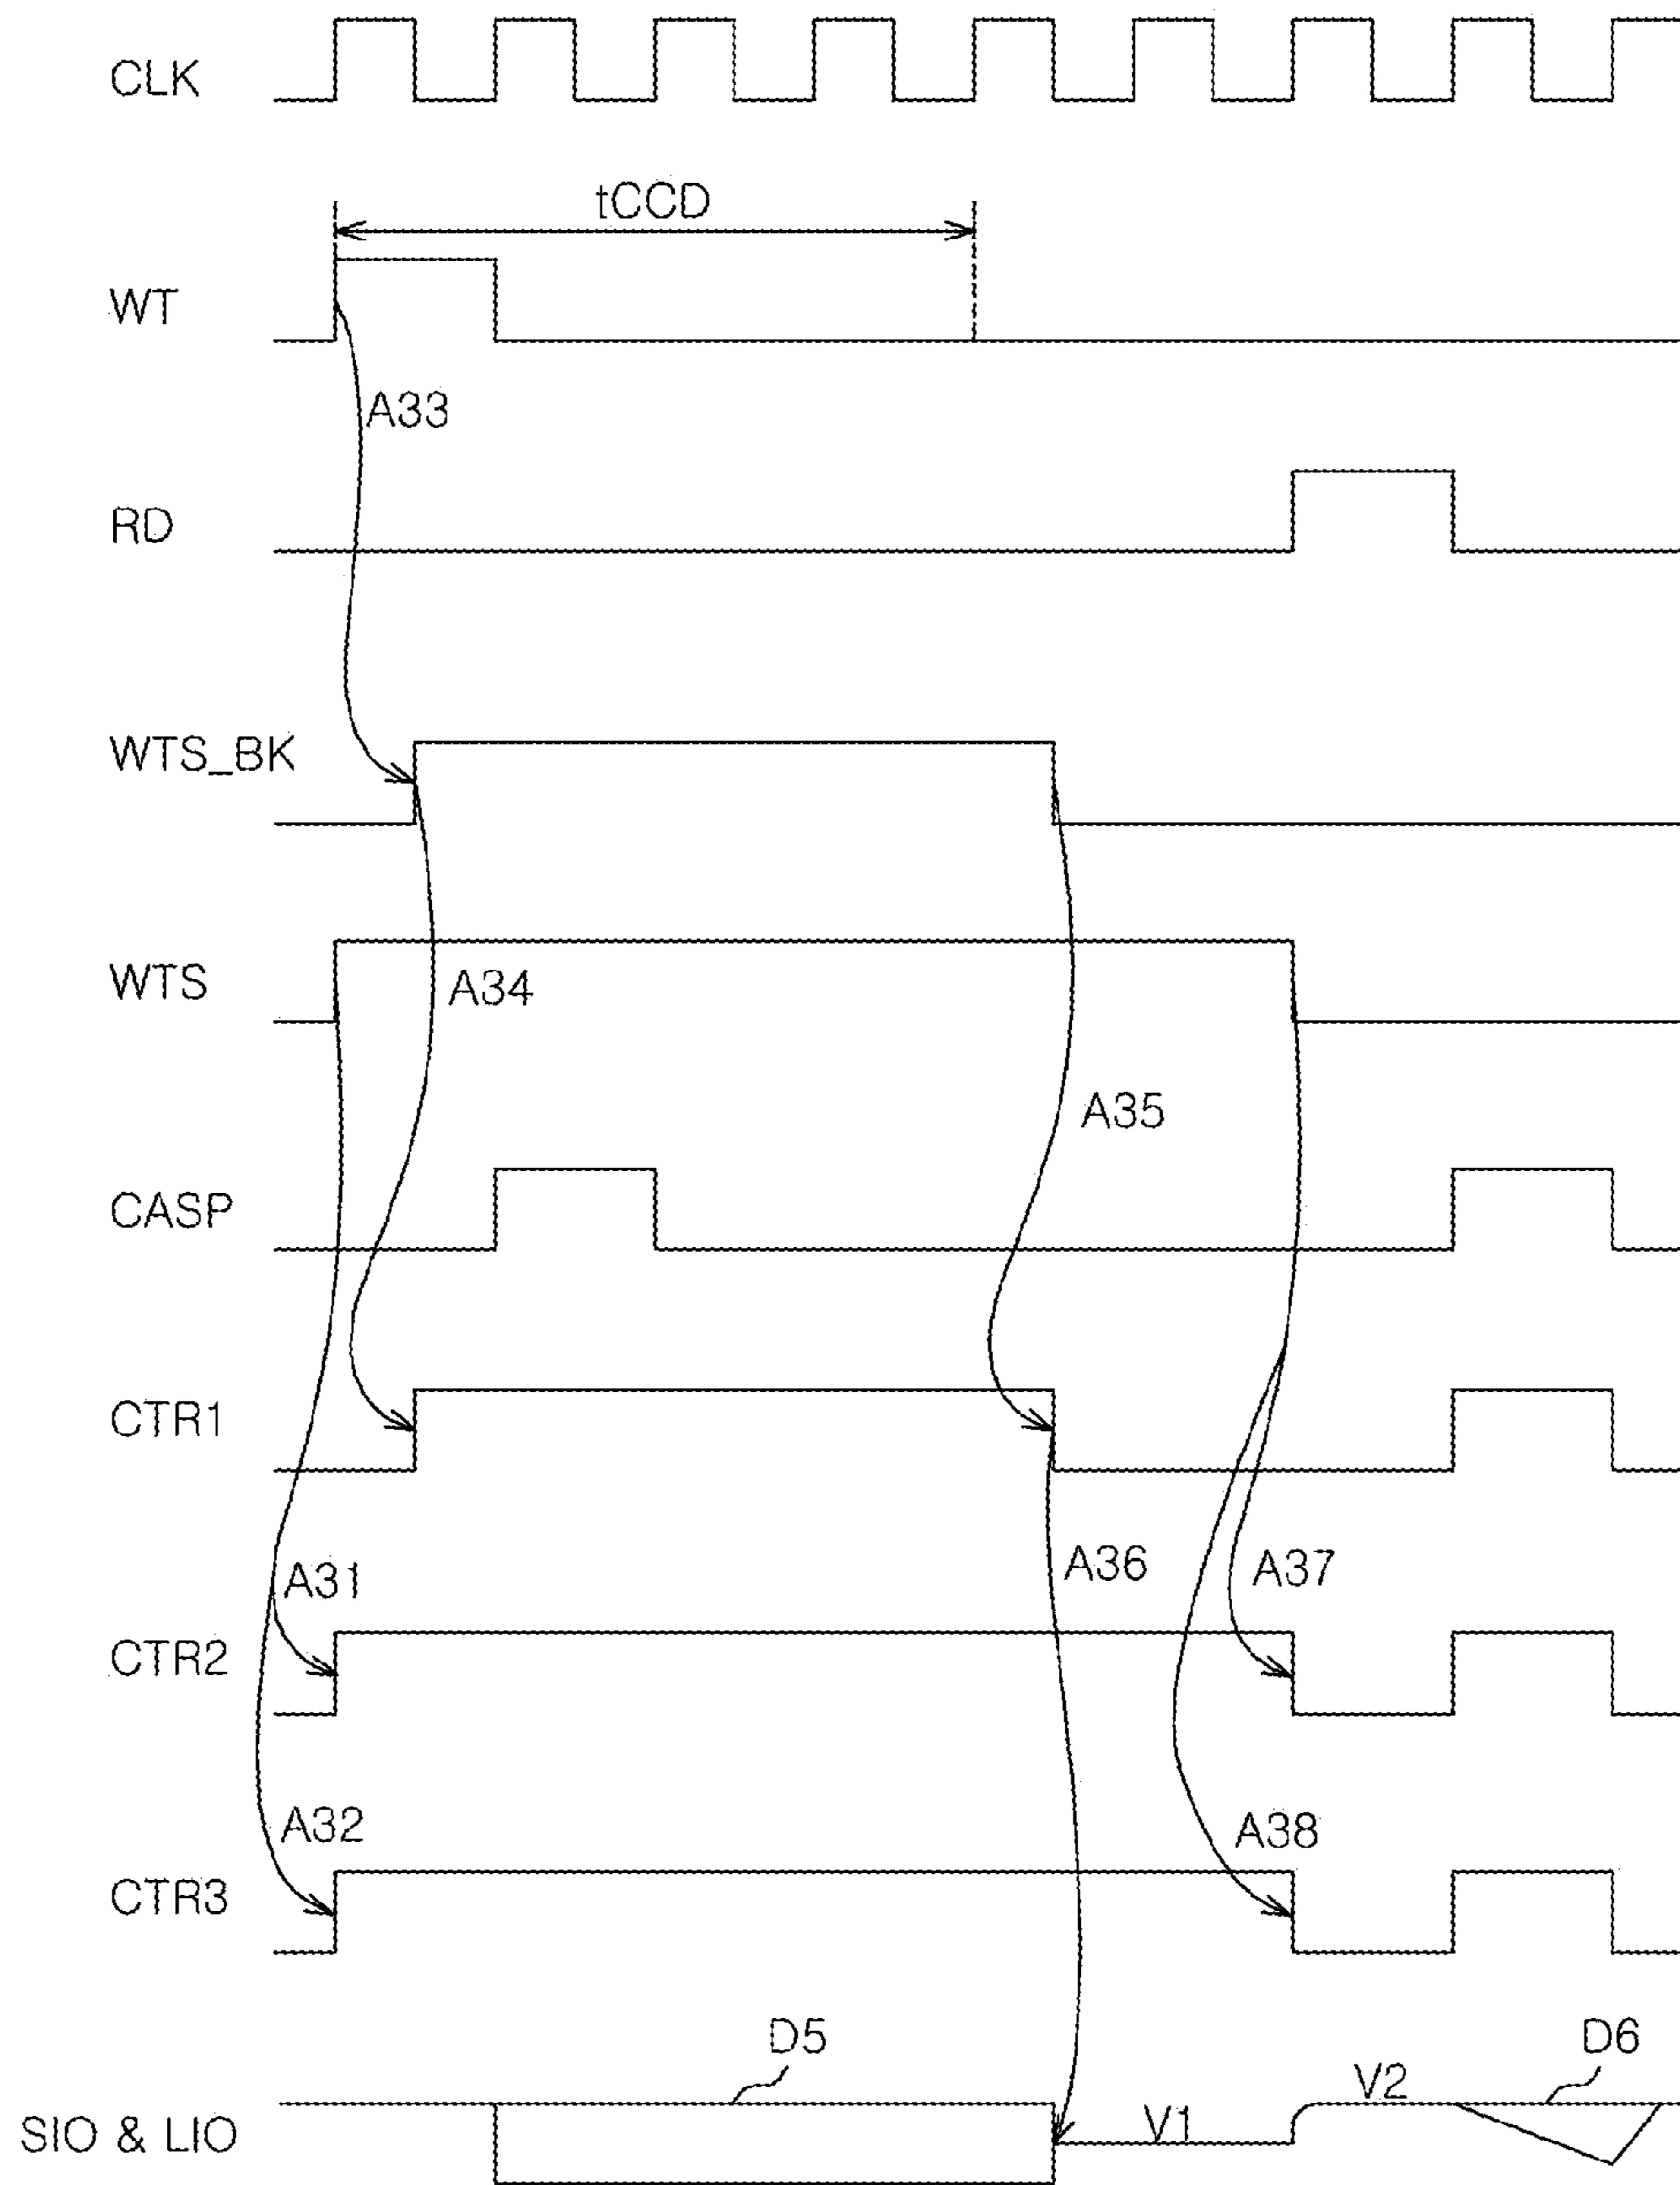 CLK
tCCD
WT
A33
RD
WTS_BK
WTS
A34
A35
CASP
CTR1
A31
A36
A37
CTR2
A32
A38
CTR3
D5
D6
V2
V1
SIO & LIO